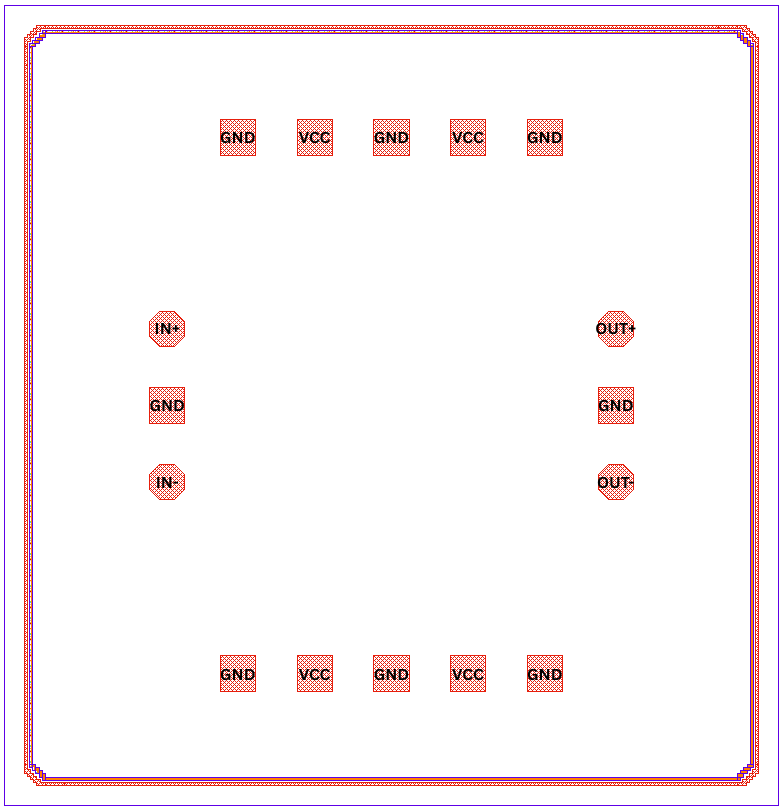 GND VCC GND VCC GND
IN+ OUT+
GND GND
IN- OUT-
GND VCC GND VCC GND